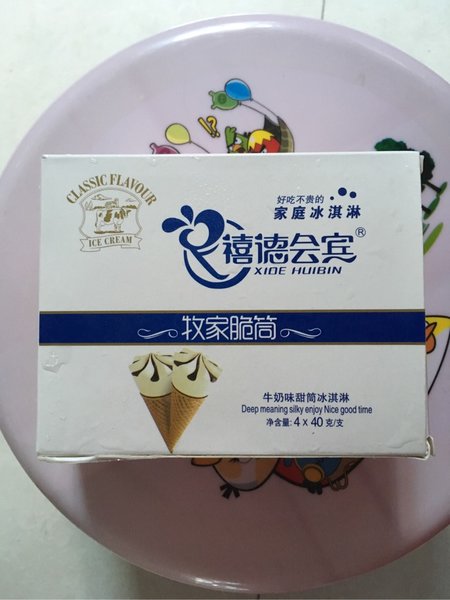 CLASSIC FLAVOUR
ICE CREAM
好吃不贵的
家庭冰淇淋
禧德会宾®
XIDE HUIBIN
牧家脆筒
牛奶味甜筒冰淇淋
Deep meaning silky enjoy Nice good time
净含量: 4 x 40 克/支
!?